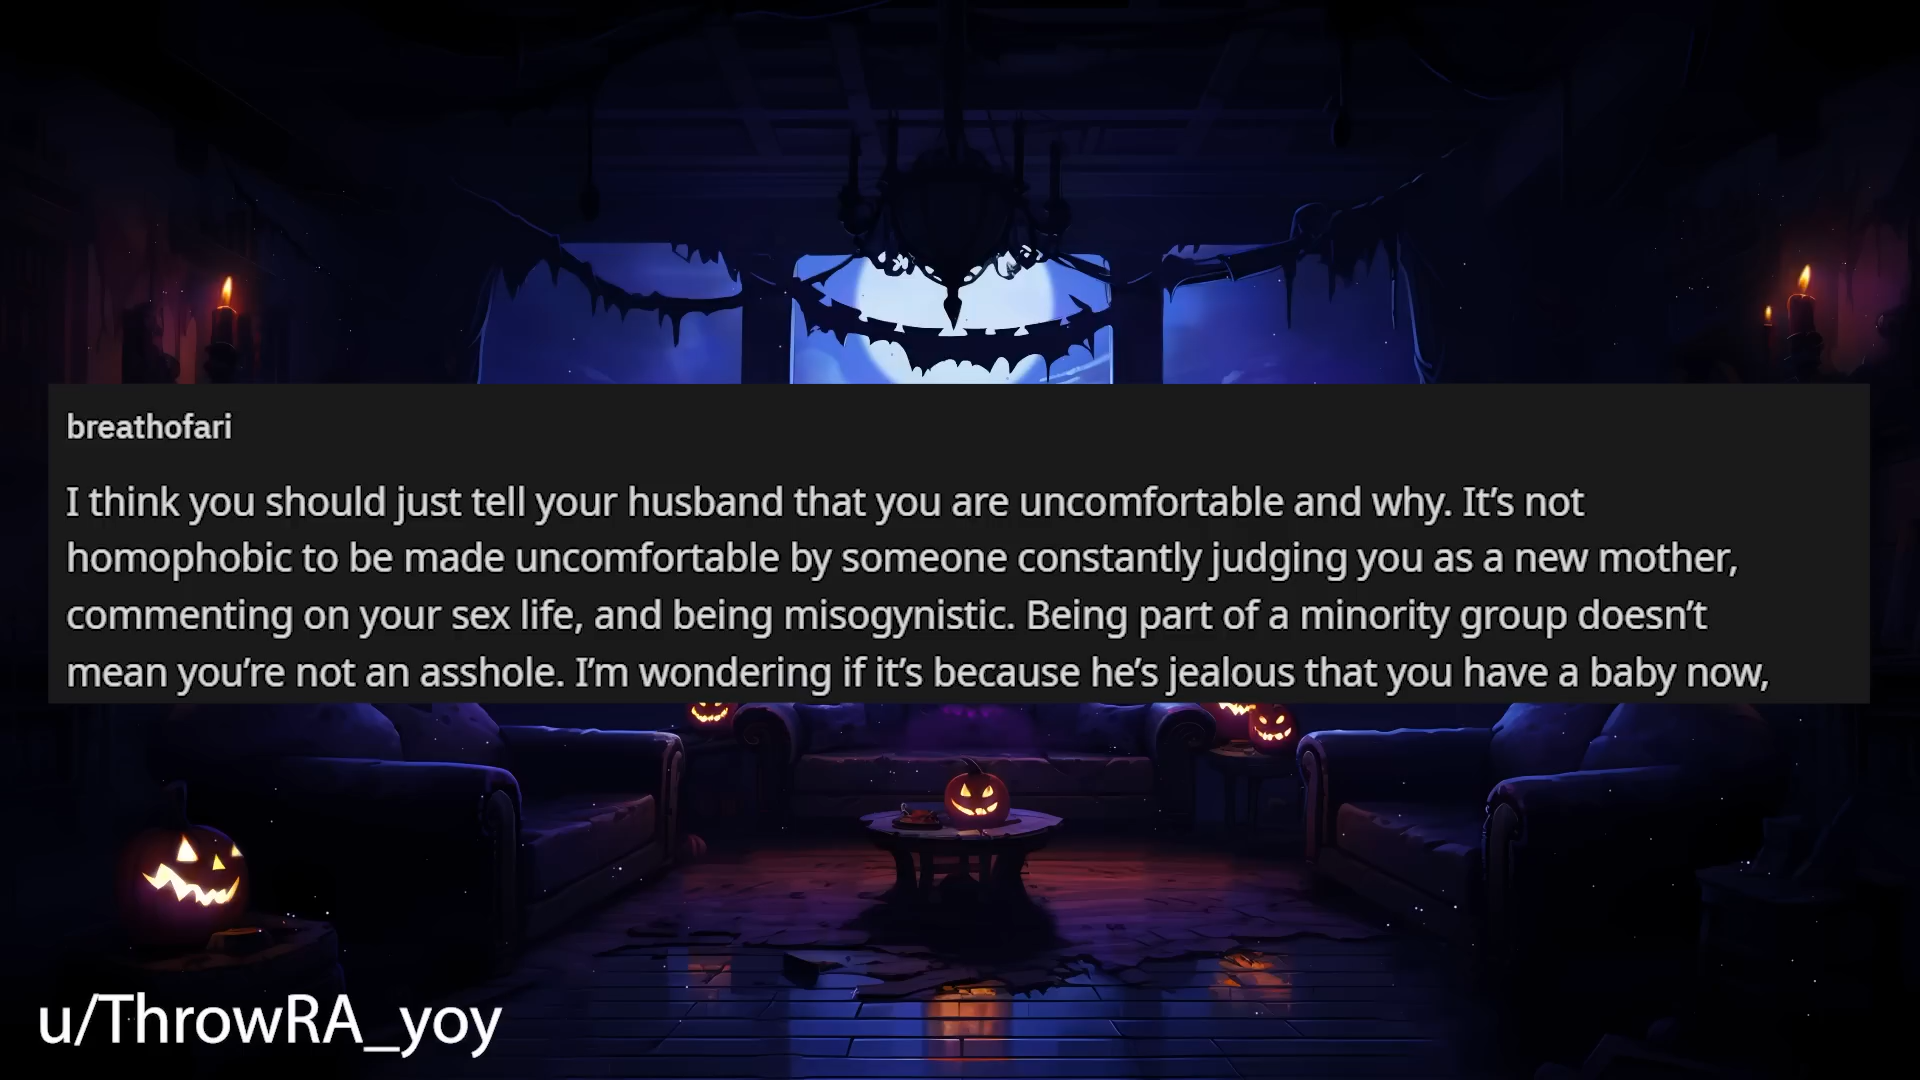 breathofari
I think you should just tell your husband that you are uncomfortable and why. It’s not
homophobic to be made uncomfortable by someone constantly judging you as a new mother,
commenting on your sex life, and being misogynistic. Being part of a minority group doesn’t
mean you’re not an asshole. I’m wondering if it’s because he’s jealous that you have a baby now,
u/ThrowRA_yoy